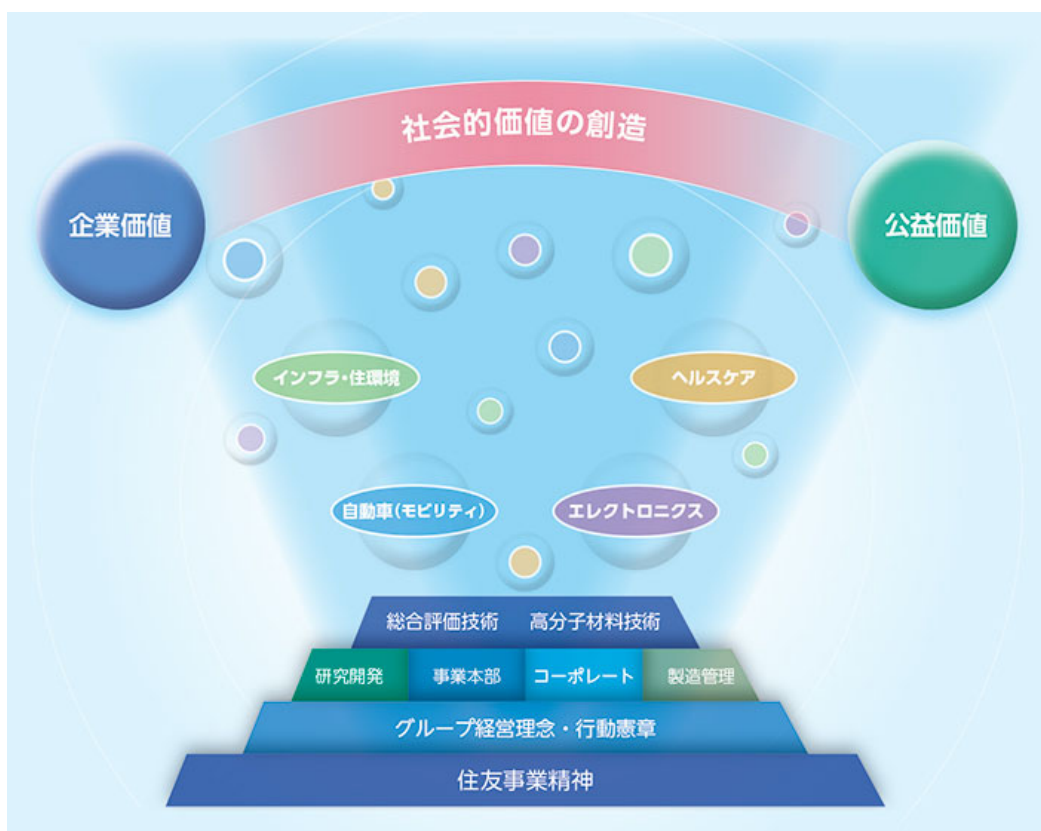 社会的価値の創造
企業価値
公益価値
インフラ・住環境
ヘルスケア
自動車(モビリティ)
エレクトロニクス
総合評価技術 高分子材料技術
研究開発 事業本部 コーポレート 製造管理
グループ経営理念・行動憲章
住友事業精神